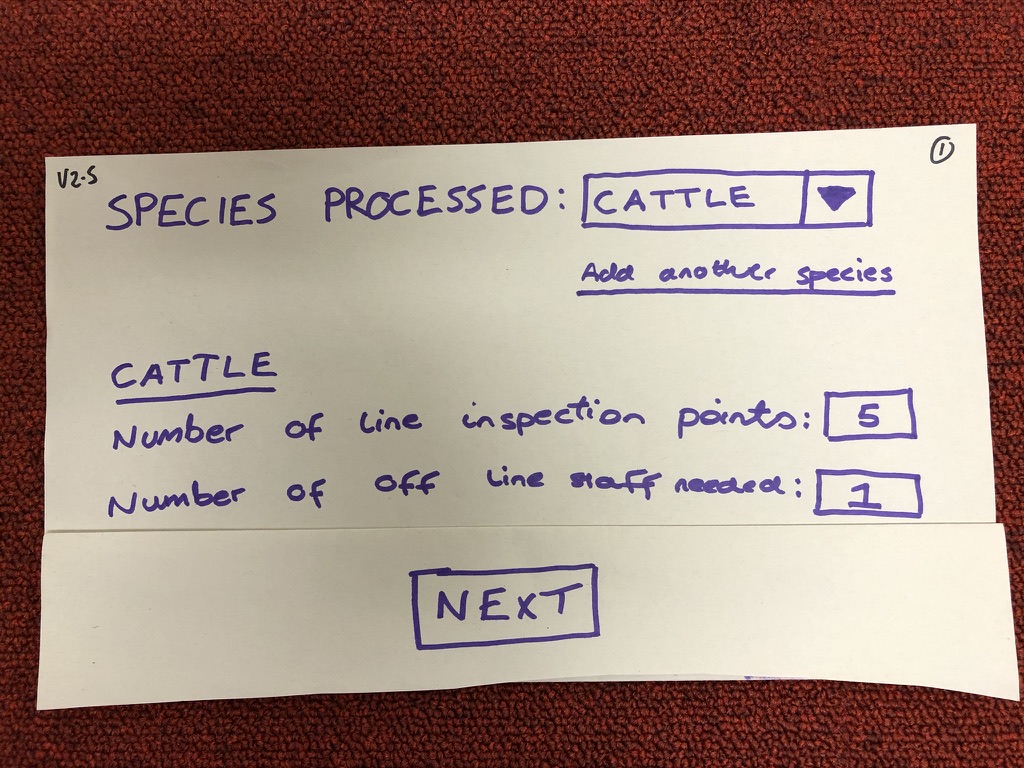 V2.5
①
SPECIES PROCESSED: CATTLE ▼
Add another species
CATTLE
Number of line inspection points: 5
Number of off line staff needed: 1
NEXT